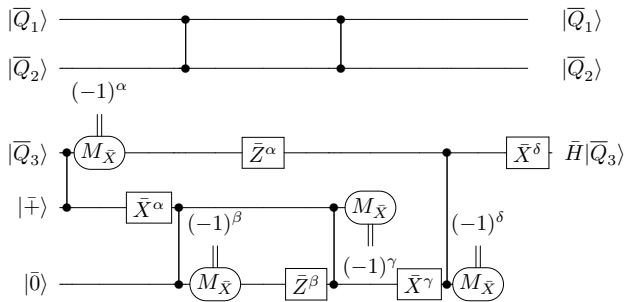 |Q̅₁⟩ |Q̅₁⟩
|Q̅₂⟩ |Q̅₂⟩
(-1)^α
|Q̅₃⟩ M_X̄ Z̄^α X̄^δ H̄|Q̅₃⟩
|+̄⟩ X̄^α M_X̄
(-1)^β (-1)^δ
(-1)^γ
|0̄⟩ M_X̄ Z̄^β X̄^γ M_X̄